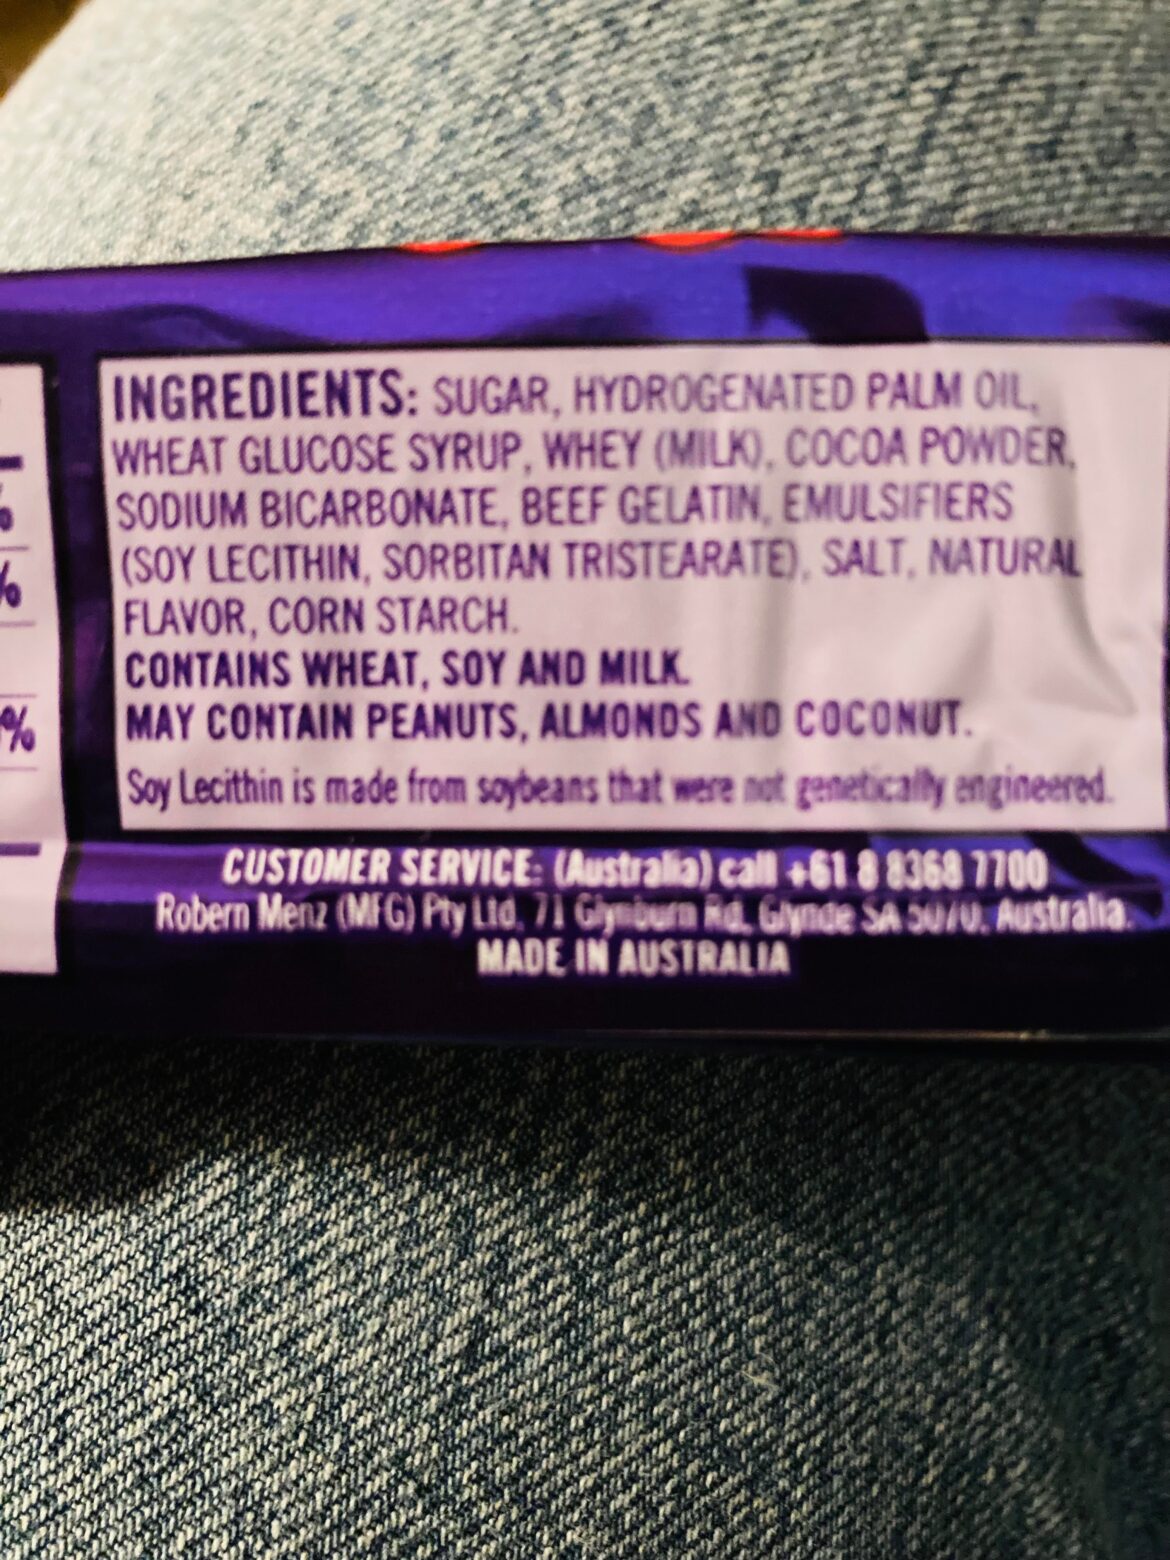 %
%
%
INGREDIENTS: SUGAR, HYDROGENATED PALM OIL,
WHEAT GLUCOSE SYRUP, WHEY (MILK), COCOA POWDER,
SODIUM BICARBONATE, BEEF GELATIN, EMULSIFIERS
(SOY LECITHIN, SORBITAN TRISTEARATE), SALT, NATURAL
FLAVOR, CORN STARCH.
CONTAINS WHEAT, SOY AND MILK.
MAY CONTAIN PEANUTS, ALMONDS AND COCONUT.
Soy Lecithin is made from soybeans that were not genetically engineered.
CUSTOMER SERVICE: (Australia) call +61 8 8368 7700
Robern Menz (MFG) Pty Ltd. 71 Glynburn Rd. Glynde SA 5070. Australia.
MADE IN AUSTRALIA